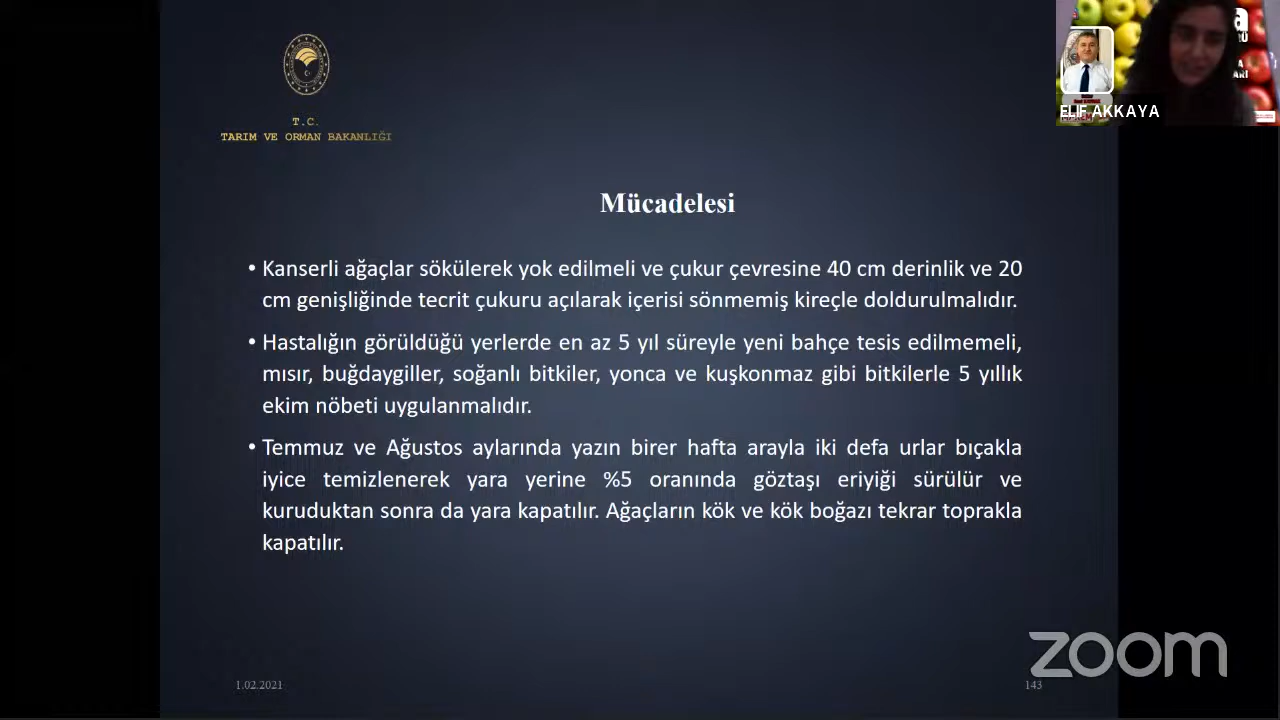 T.C.
TARIM VE ORMAN BAKANLIĞI
ELIF AKKAYA
Mücadelesi
• Kanserli ağaçlar sökülerek yok edilmeli ve çukur çevresine 40 cm derinlik ve 20
cm genişliğinde tecrit çukuru açılarak içerisi sönmemiş kireçle doldurulmalıdır.
• Hastalığın görüldüğü yerlerde en az 5 yıl süreyle yeni bahçe tesis edilmemeli,
mısır, buğdaygiller, soğanlı bitkiler, yonca ve kuşkonmaz gibi bitkilerle 5 yıllık
ekim nöbeti uygulanmalıdır.
• Temmuz ve Ağustos aylarında yazın birer hafta arayla iki defa urlar bıçakla
iyice temizlenerek yara yerine %5 oranında göztaşı eriyiği sürülür ve
kuruduktan sonra da yara kapatılır. Ağaçların kök ve kök boğazı tekrar toprakla
kapatılır.
zoom
1.02.2021
143